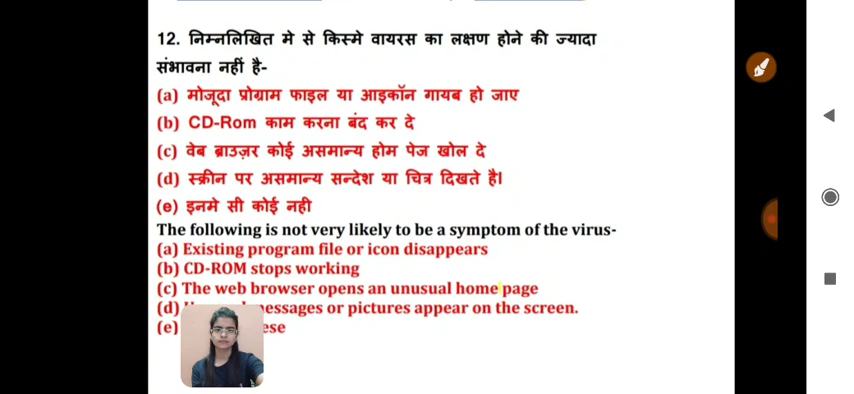 12. निम्नलिखित मे से किस्मे वायरस का लक्षण होने की ज्यादा
संभावना नहीं है-
(a) मोजूदा प्रोग्राम फाइल या आइकॉन गायब हो जाए
(b) CD-Rom काम करना बंद कर दे
(c) वेब ब्राउज़र कोई असमान्य होम पेज खोल दे
(d) स्क्रीन पर असमान्य सन्देश या चित्र दिखते है।
(e) इनमे सी कोई नही
The following is not very likely to be a symptom of the virus-
(a) Existing program file or icon disappears
(b) CD-ROM stops working
(c) The web browser opens an unusual home page
(d) messages or pictures appear on the screen.
(e)